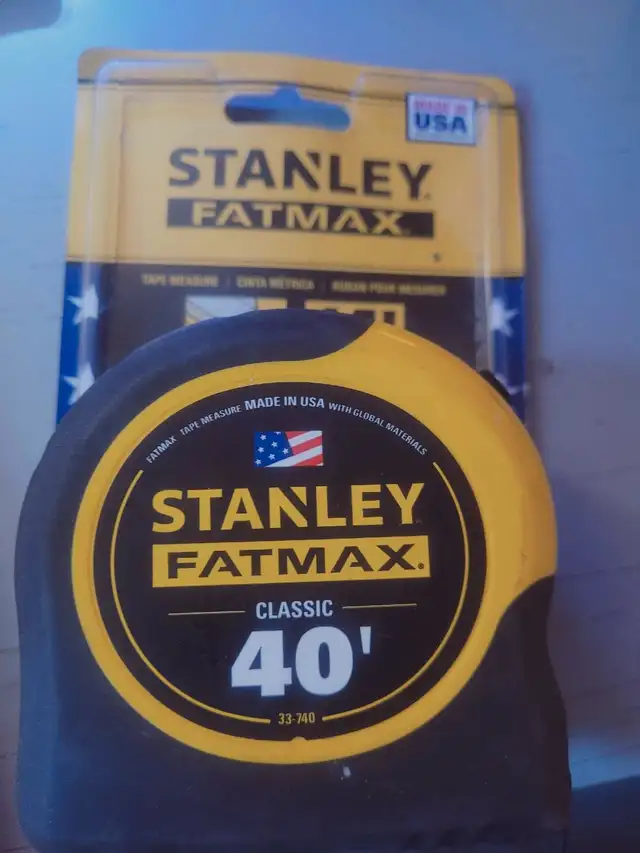 MADE IN
USA
STANLEY
FATMAX
TAPE MEASURE | CINTA MÉTRICA | RUBAN POUR MESURER
FATMAX TAPE MEASURE MADE IN USA WITH GLOBAL MATERIALS
STANLEY
FATMAX.
CLASSIC
40'
33-740